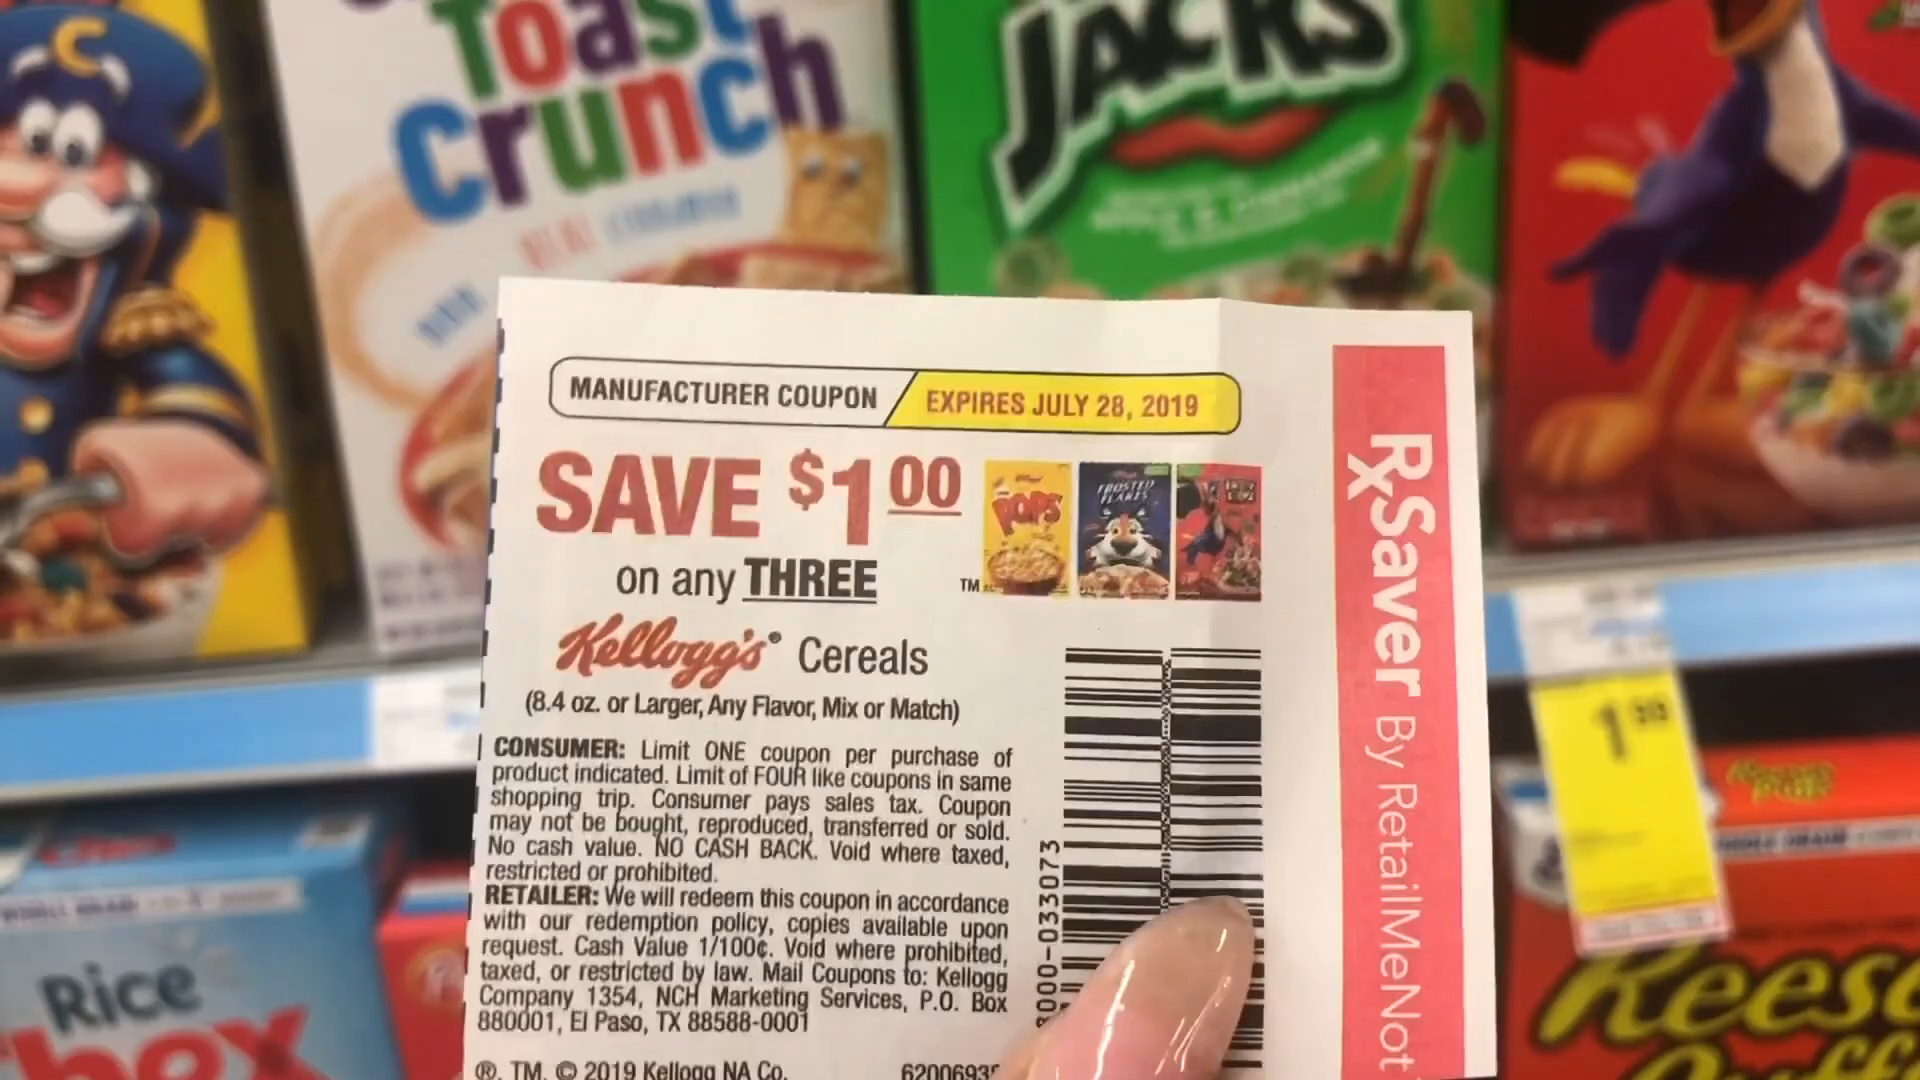 Toast
Crunch
JACKS
MANUFACTURER COUPON
EXPIRES JULY 28, 2019
SAVE $1 00
on any THREE
Kellogg's® Cereals
(8.4 oz. or Larger, Any Flavor, Mix or Match)
TM
POPS
FROSTED
FLAKES
CONSUMER: Limit ONE coupon per purchase of
product indicated. Limit of FOUR like coupons in same
shopping trip. Consumer pays sales tax. Coupon
may not be bought, reproduced, transferred or sold.
No cash value. NO CASH BACK. Void where taxed,
restricted or prohibited.
RETAILER: We will redeem this coupon in accordance
with our redemption policy, copies available upon
request. Cash Value 1/100¢. Void where prohibited,
taxed, or restricted by law. Mail Coupons to: Kellogg
Company 1354, NCH Marketing Services, P.O. Box
880001, El Paso, TX 88588-0001
®, TM, © 2019 Kellogg NA Co.
8000-033073
RxSaver By RetailMeNot
Rice
Reese